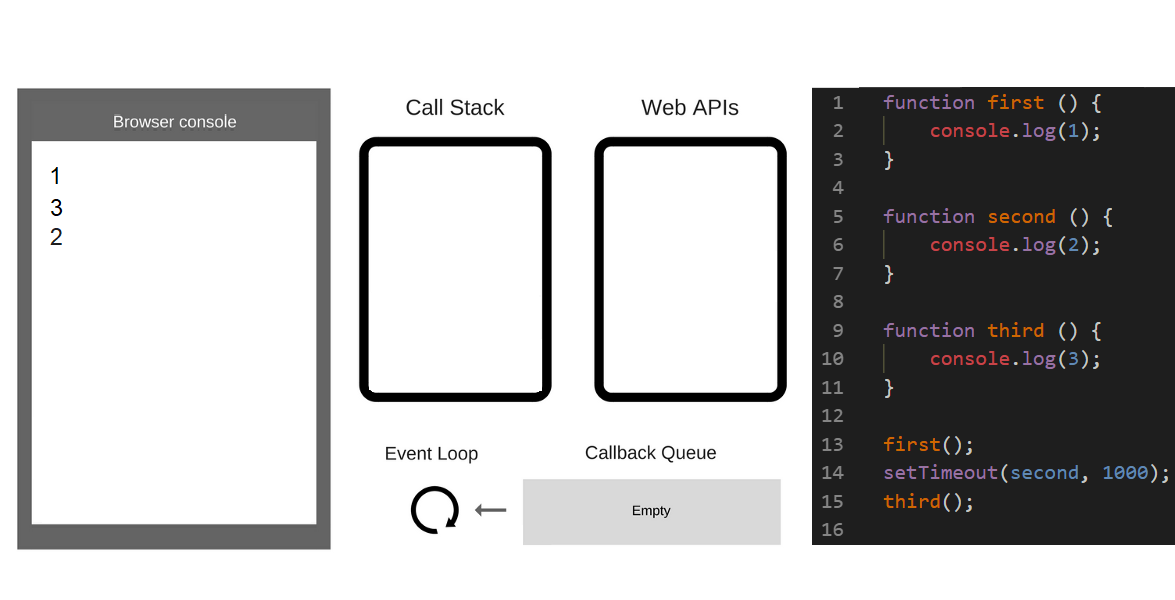 Browser console
1
3
2
Call Stack
Web APIs
Event Loop
Callback Queue
Empty
1 function first () {
2     console.log(1);
3 }
4
5 function second () {
6     console.log(2);
7 }
8
9 function third () {
10     console.log(3);
11 }
12
13 first();
14 setTimeout(second, 1000);
15 third();
16